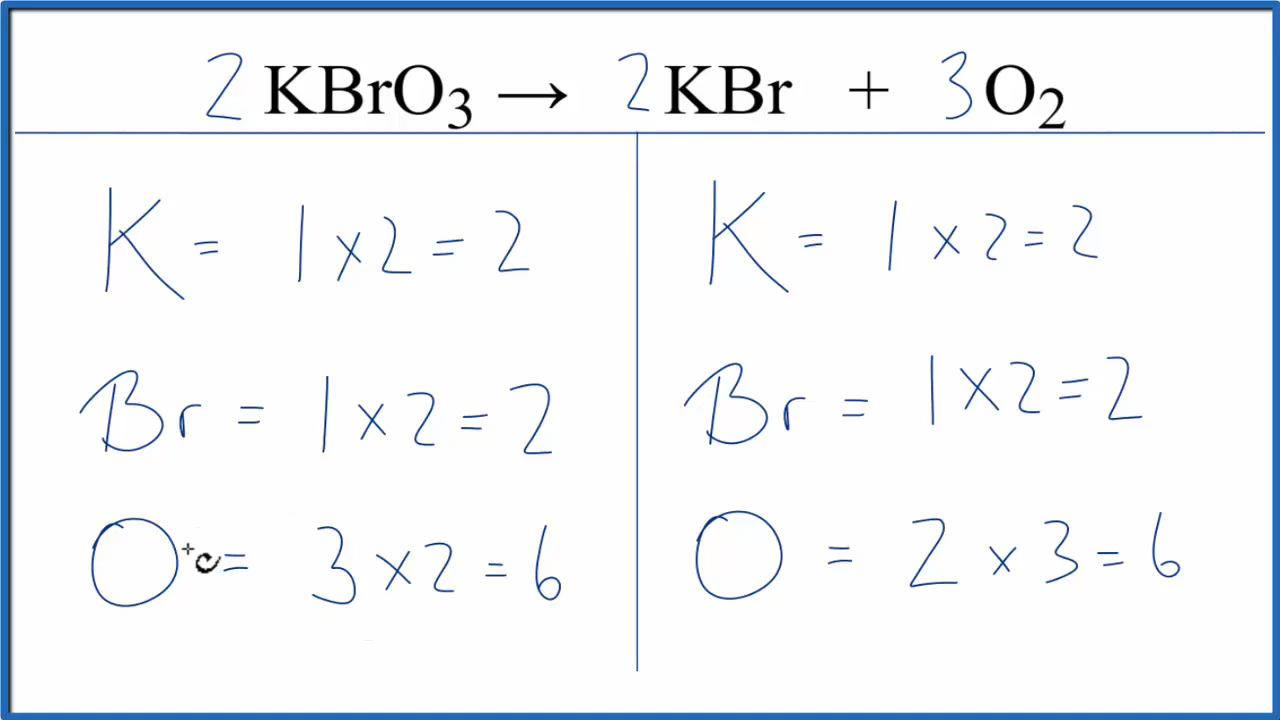 2 KBrO₃ → 2 KBr + 3 O₂
K = 1 x 2 = 2
K = 1 x 2 = 2
Br = 1 x 2 = 2
Br = 1 x 2 = 2
O = 3 x 2 = 6
O = 2 x 3 = 6